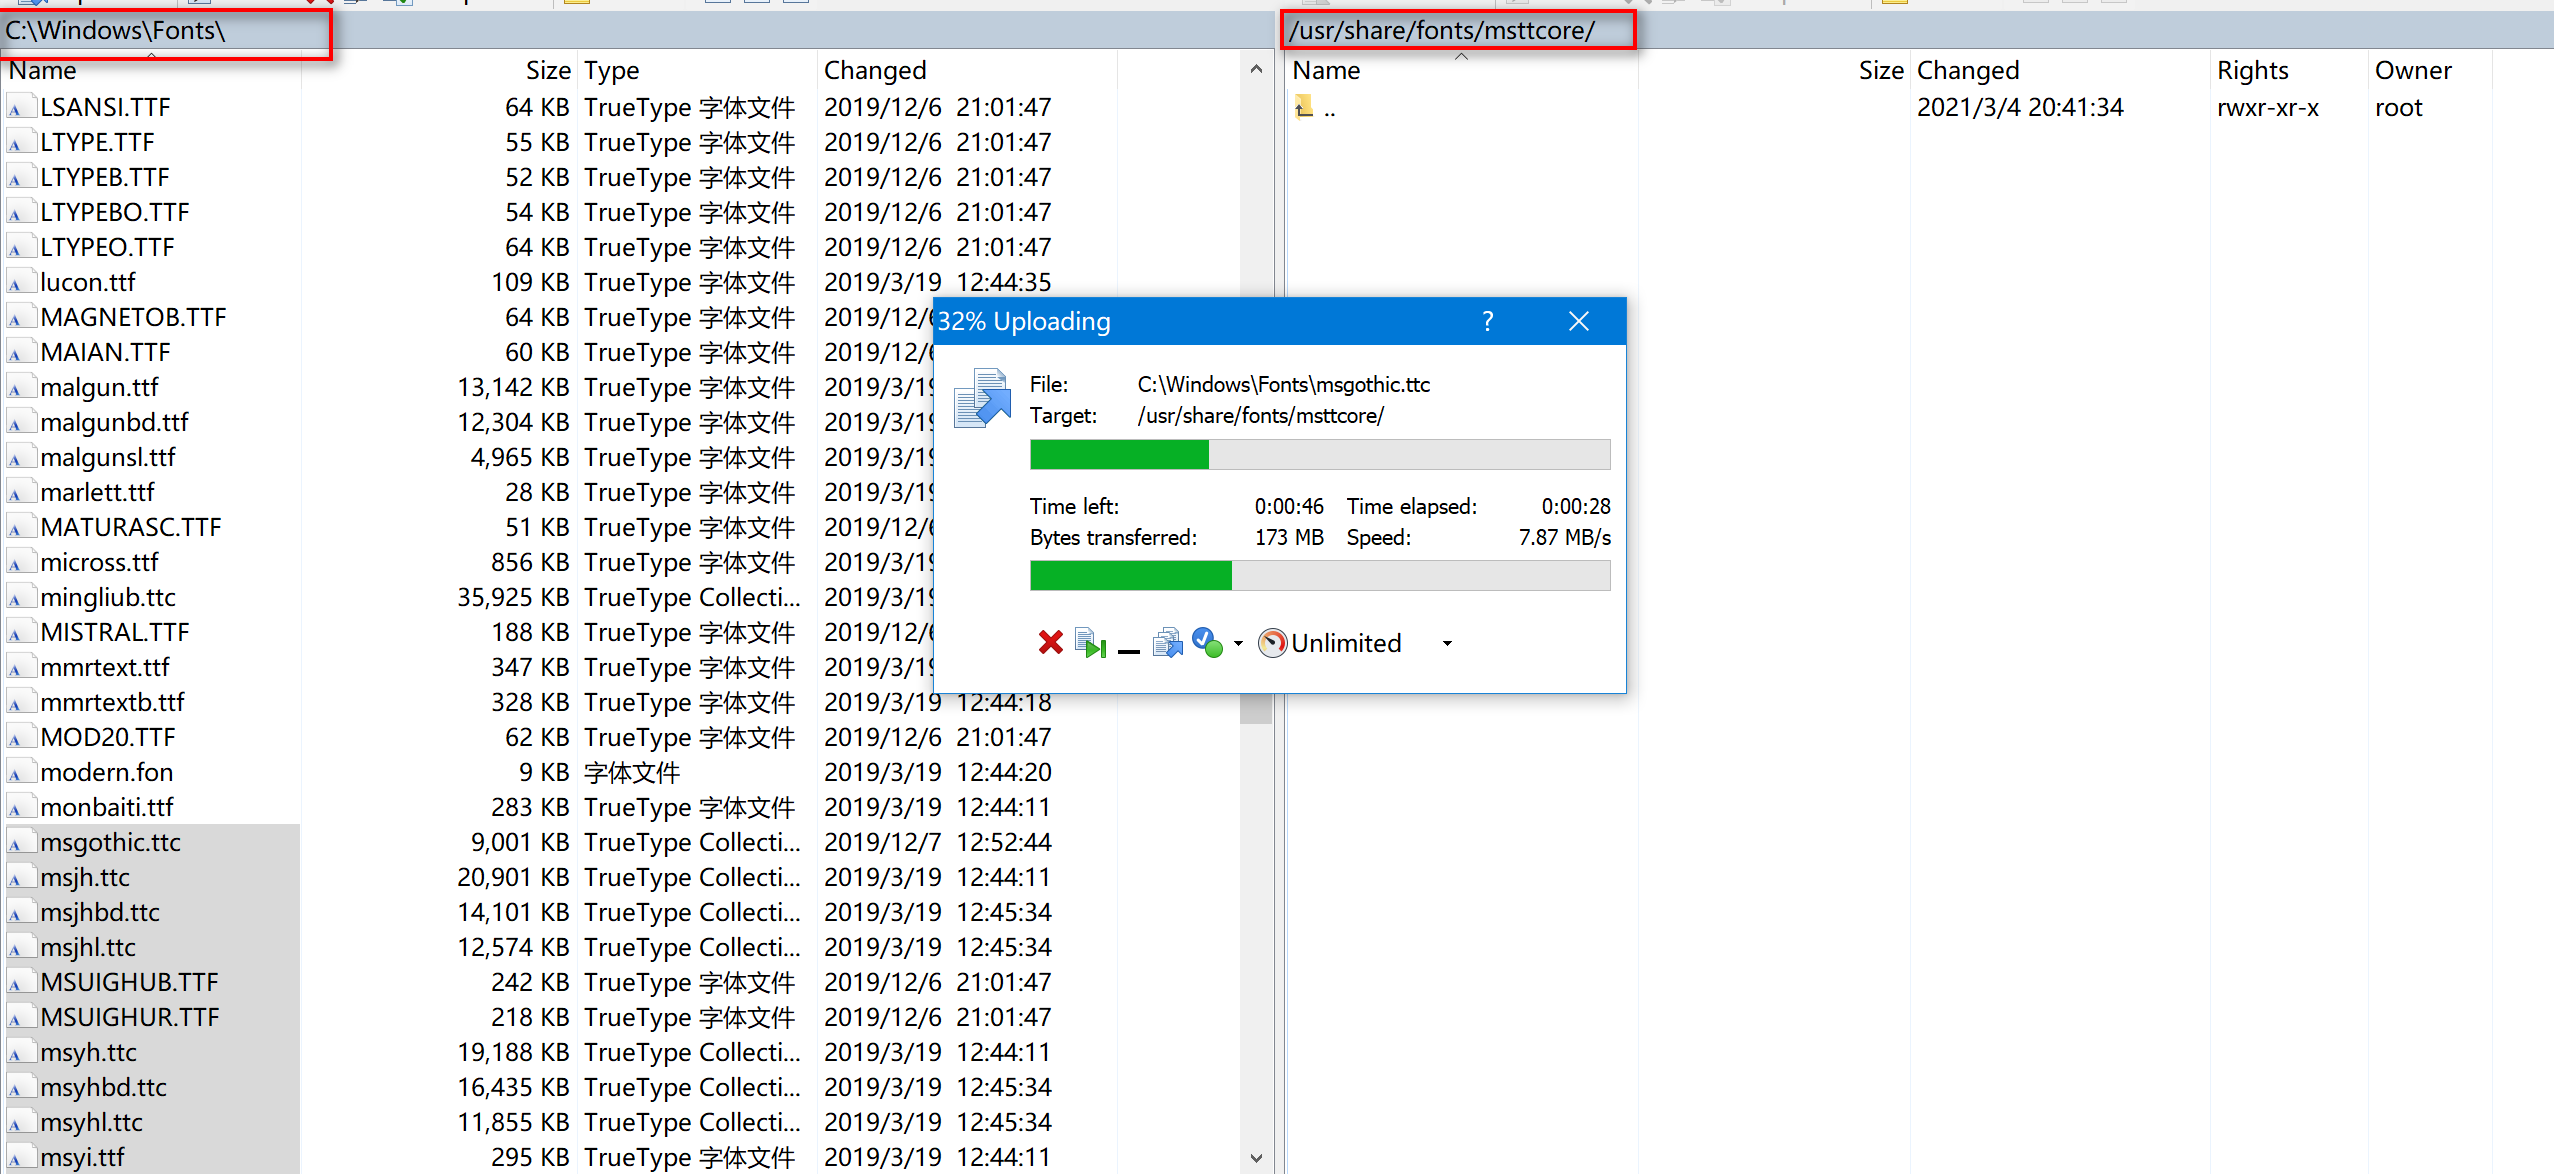 C:\Windows\Fonts\
/usr/share/fonts/msttcore/
Name Size Type Changed
Name Size Changed Rights Owner
LSANSI.TTF 64 KB TrueType 字体文件 2019/12/6 21:01:47
.. 2021/3/4 20:41:34 rwxr-xr-x root
LTYPE.TTF 55 KB TrueType 字体文件 2019/12/6 21:01:47
LTYPEB.TTF 52 KB TrueType 字体文件 2019/12/6 21:01:47
LTYPEBO.TTF 54 KB TrueType 字体文件 2019/12/6 21:01:47
LTYPEO.TTF 64 KB TrueType 字体文件 2019/12/6 21:01:47
lucon.ttf 109 KB TrueType 字体文件 2019/3/19 12:44:35
MAGNETOB.TTF 64 KB TrueType 字体文件 2019/12/6
MAIAN.TTF 60 KB TrueType 字体文件 2019/12/6
malgun.ttf 13,142 KB TrueType 字体文件 2019/3/19
malgunbd.ttf 12,304 KB TrueType 字体文件 2019/3/19
malgunsl.ttf 4,965 KB TrueType 字体文件 2019/3/19
marlett.ttf 28 KB TrueType 字体文件 2019/3/19
MATURASC.TTF 51 KB TrueType 字体文件 2019/12/6
micross.ttf 856 KB TrueType 字体文件 2019/3/19
mingliub.ttc 35,925 KB TrueType Collecti... 2019/3/19
MISTRAL.TTF 188 KB TrueType 字体文件 2019/12/6
mmrtext.ttf 347 KB TrueType 字体文件 2019/3/19
mmrtextb.ttf 328 KB TrueType 字体文件 2019/3/19 12:44:18
MOD20.TTF 62 KB TrueType 字体文件 2019/12/6 21:01:47
modern.fon 9 KB 字体文件 2019/3/19 12:44:20
monbaiti.ttf 283 KB TrueType 字体文件 2019/3/19 12:44:11
msgothic.ttc 9,001 KB TrueType Collecti... 2019/12/7 12:52:44
msjh.ttc 20,901 KB TrueType Collecti... 2019/3/19 12:44:11
msjhbd.ttc 14,101 KB TrueType Collecti... 2019/3/19 12:45:34
msjhl.ttc 12,574 KB TrueType Collecti... 2019/3/19 12:45:34
MSUIGHUB.TTF 242 KB TrueType 字体文件 2019/12/6 21:01:47
MSUIGHUR.TTF 218 KB TrueType 字体文件 2019/12/6 21:01:47
msyh.ttc 19,188 KB TrueType Collecti... 2019/3/19 12:44:11
msyhbd.ttc 16,435 KB TrueType Collecti... 2019/3/19 12:45:34
msyhl.ttc 11,855 KB TrueType Collecti... 2019/3/19 12:45:34
msyi.ttf 295 KB TrueType 字体文件 2019/3/19 12:44:11
32% Uploading ?
File: C:\Windows\Fonts\msgothic.ttc
Target: /usr/share/fonts/msttcore/
Time left: 0:00:46 Time elapsed: 0:00:28
Bytes transferred: 173 MB Speed: 7.87 MB/s
Unlimited